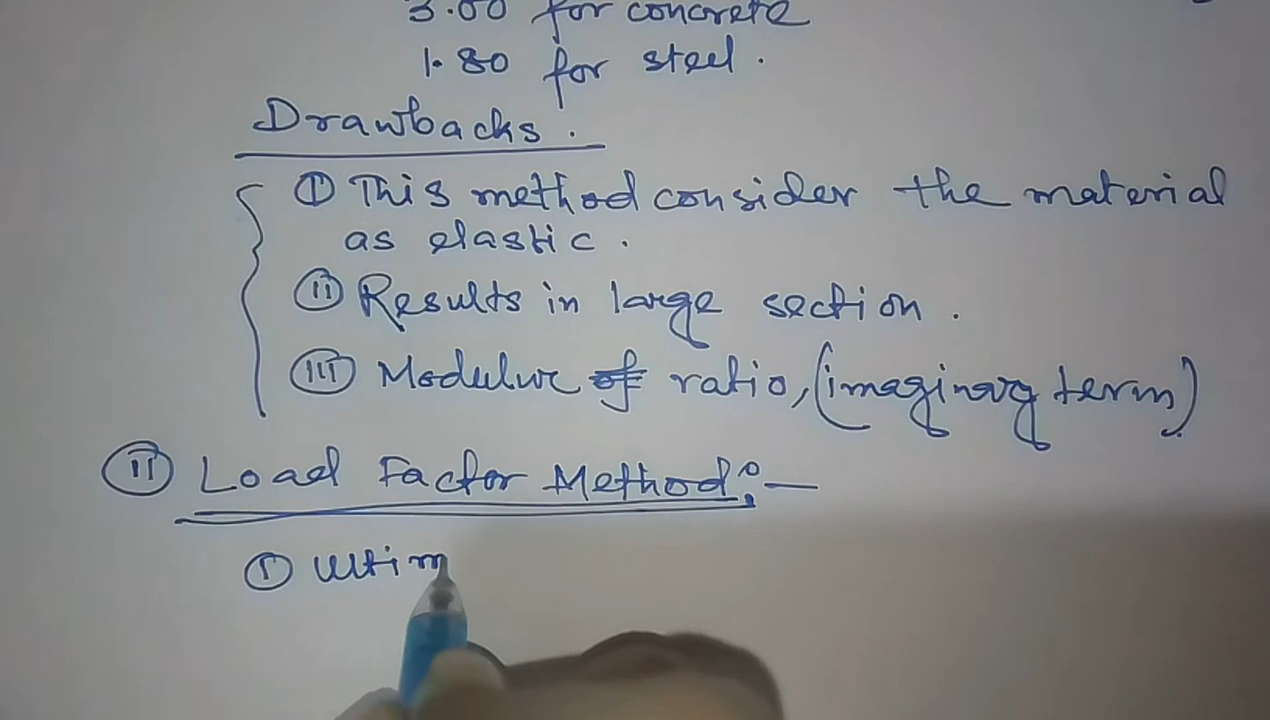 3.00 for concrete
1.80 for steel.
Drawbacks.
(I) This method consider the material
as elastic.
(II) Results in large section.
(III) Modulur of ratio, (imaginary term)
(II) Load Factor Method:—
(I) Ultim